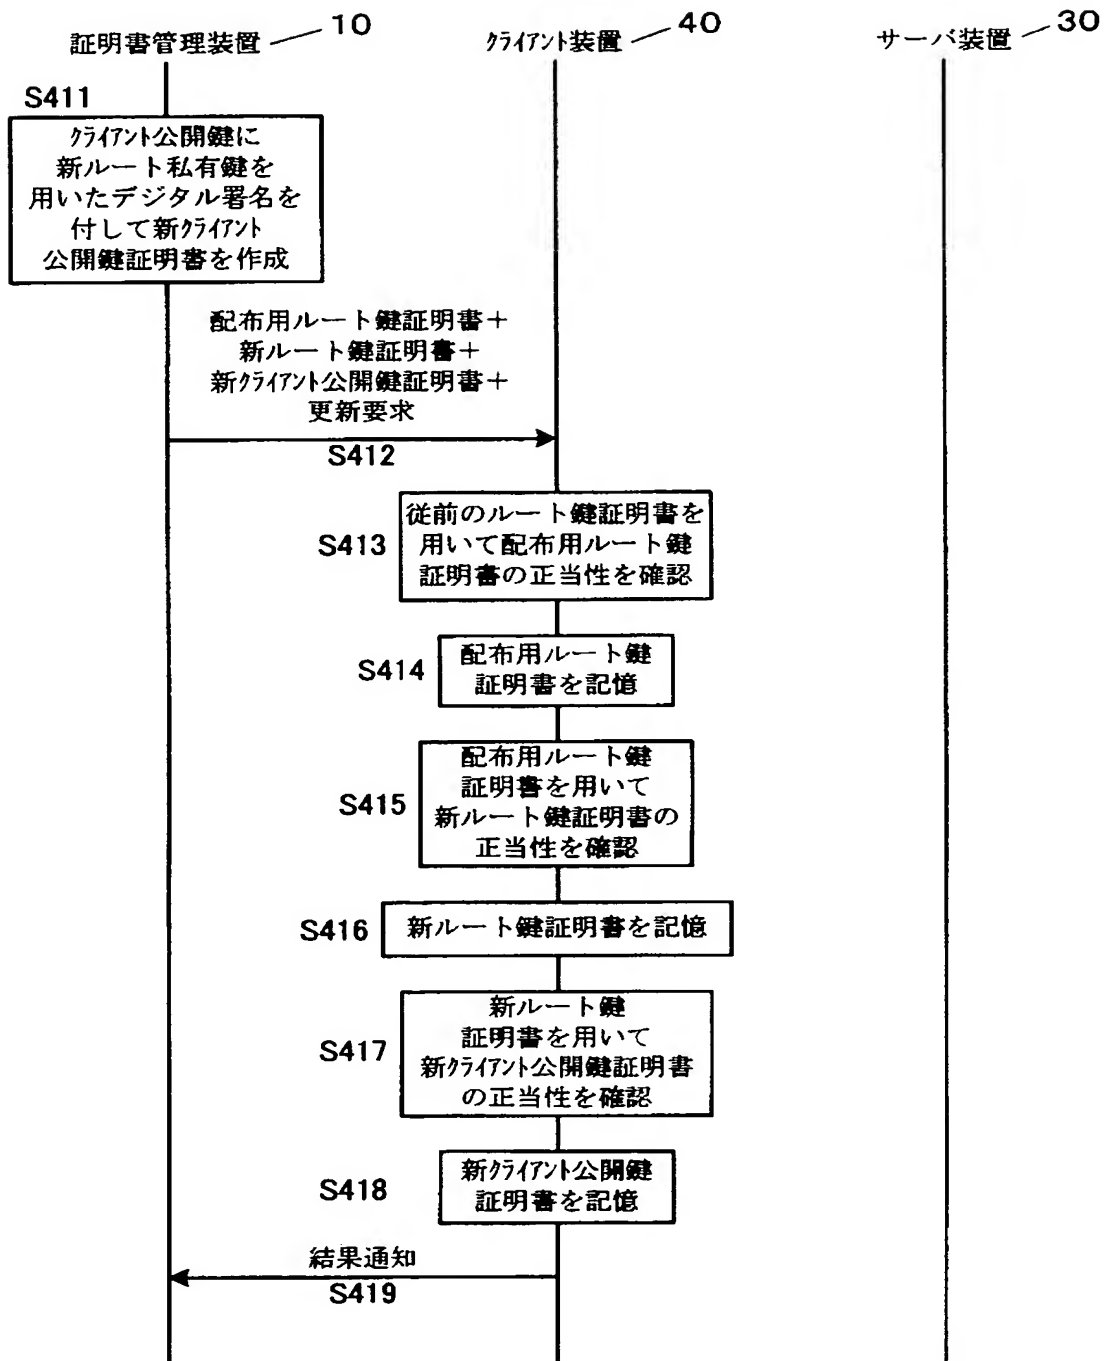 証明書管理装置 10
クライアント装置 40
サーバ装置 30
S411
クライアント公開鍵に
新ルート私有鍵を
用いたデジタル署名を
付して新クライアント
公開鍵証明書を作成
配布用ルート鍵証明書+
新ルート鍵証明書+
新クライアント公開鍵証明書+
更新要求
S412
S413
従前のルート鍵証明書を
用いて配布用ルート鍵
証明書の正当性を確認
S414
配布用ルート鍵
証明書を記憶
S415
配布用ルート鍵
証明書を用いて
新ルート鍵証明書の
正当性を確認
S416
新ルート鍵証明書を記憶
S417
新ルート鍵
証明書を用いて
新クライアント公開鍵証明書
の正当性を確認
S418
新クライアント公開鍵
証明書を記憶
結果通知
S419